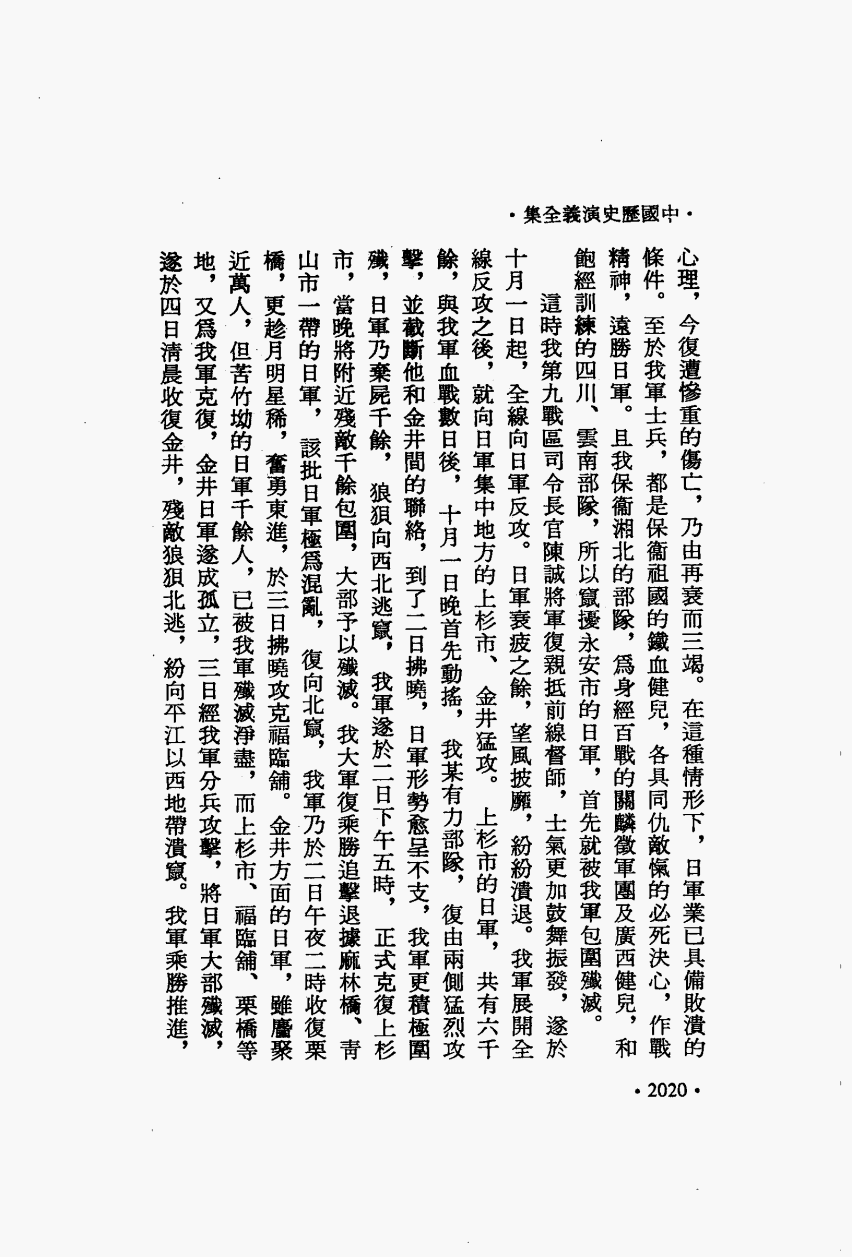 ·中國歷史演義全集·
心理，今復遭慘重的傷亡，乃由再衰而三竭。在這種情形下，日軍業已具備敗潰的
條件。至於我軍士兵，都是保衞祖國的鐵血健兒，各具同仇敵愾的必死決心，作戰
精神，遠勝日軍。且我保衞湘北的部隊，爲身經百戰的關麟徵軍團及廣西健兒，和
飽經訓練的四川、雲南部隊，所以竄擾永安市的日軍，首先就被我軍包圍殲滅。
這時我第九戰區司令長官陳誠將軍復親抵前線督師，士氣更加鼓舞振發，遂於
十月一日起，全線向日軍反攻。日軍衰疲之餘，望風披靡，紛紛潰退。我軍展開全
線反攻之後，就向日軍集中地方的上杉市、金井猛攻。上杉市的日軍，共有六千
餘，與我軍血戰數日後，十月一日晚首先動搖，我某有力部隊，復由兩側猛烈攻
擊，並截斷他和金井間的聯絡，到了二日拂曉，日軍形勢愈呈不支，我軍更積極圍
殲，日軍乃棄屍千餘，狼狽向西北逃竄，我軍遂於二日下午五時，正式克復上杉
市，當晚將附近殘敵千餘包圍，大部予以殲滅。我大軍復乘勝追擊退據麻林橋、靑
山市一帶的日軍，該批日軍極爲混亂，復向北竄，我軍乃於二日午夜二時收復栗
橋，更趁月明星稀，奮勇東進，於三日拂曉攻克福臨舖。金井方面的日軍，雖麕聚
近萬人，但苦竹坳的日軍千餘人，已被我軍殲滅淨盡，而上杉市、福臨舖、栗橋等
地，又爲我軍克復，金井日軍遂成孤立，三日經我軍分兵攻擊，將日軍大部殲滅，
遂於四日淸晨收復金井，殘敵狼狽北逃，紛向平江以西地帶潰竄。我軍乘勝推進，
·2020·